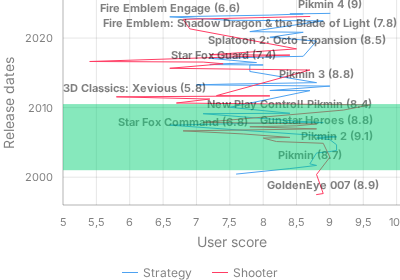 Pikmin 4 (9)
Fire Emblem Engage (6.6)
Fire Emblem: Shadow Dragon & the Blade of Light (7.8)
Splatoon 2: Octo Expansion (8.5)
Star Fox Guard (7.4)
Pikmin 3 (8.8)
3D Classics: Xevious (5.8)
New Play Control! Pikmin (8.4)
Star Fox Command (6.8)
Gunstar Heroes (8.8)
Pikmin 2 (9.1)
Pikmin (8.7)
GoldenEye 007 (8.9)
Release dates
2020
2010
2000
5 5,5 6 6,5 7 7,5 8 8,5 9 9,5 10
User score
Strategy Shooter